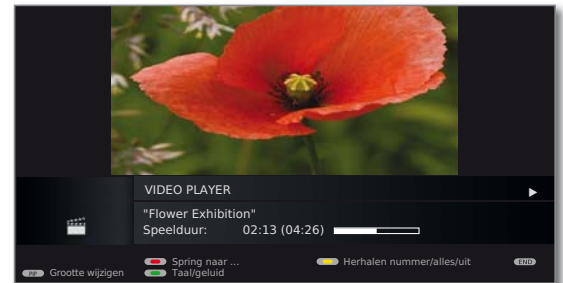 VIDEO PLAYER
"Flower Exhibition"
Speelduur: 02:13 (04:26)
Spring naar ... Herhalen nummer/alles/uit END
PIP Grootte wijzigen Taal/geluid